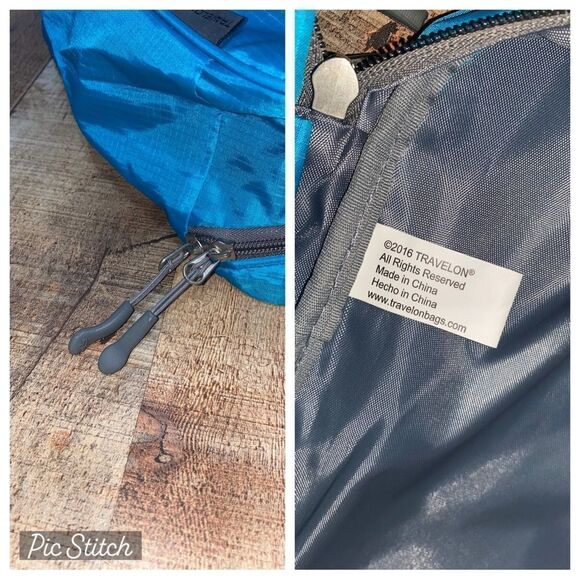 ©2016 TRAVELON®
All Rights Reserved
Made in China
Hecho in China
www.travelonbags.com
Pic Stitch